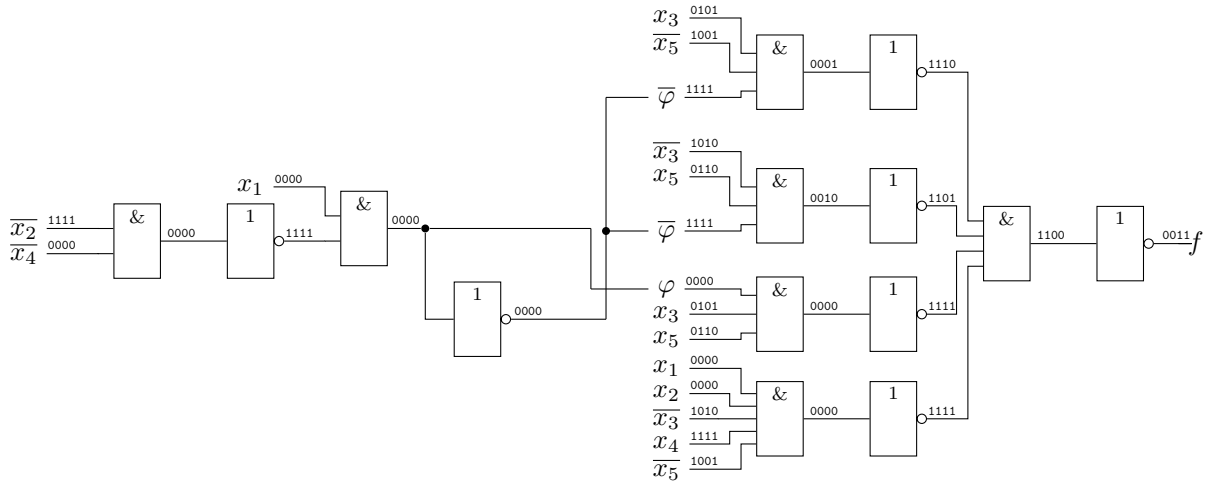 x₃ 0101
x̅₅ 1001
φ̅ 1111
& 0001
1 1110
x̅₃ 1010
x₅ 0110
φ̅ 1111
& 0010
1 1101
x₁ 0000
x̅₂ 1111
x̅₄ 0000
& 0000
1 1111
& 0000
1 0000
φ 0000
x₃ 0101
x₅ 0110
& 0000
1 1111
x₁ 0000
x₂ 0000
x̅₃ 1010
x₄ 1111
x̅₅ 1001
& 0000
1 1111
& 1100
1 0011 f